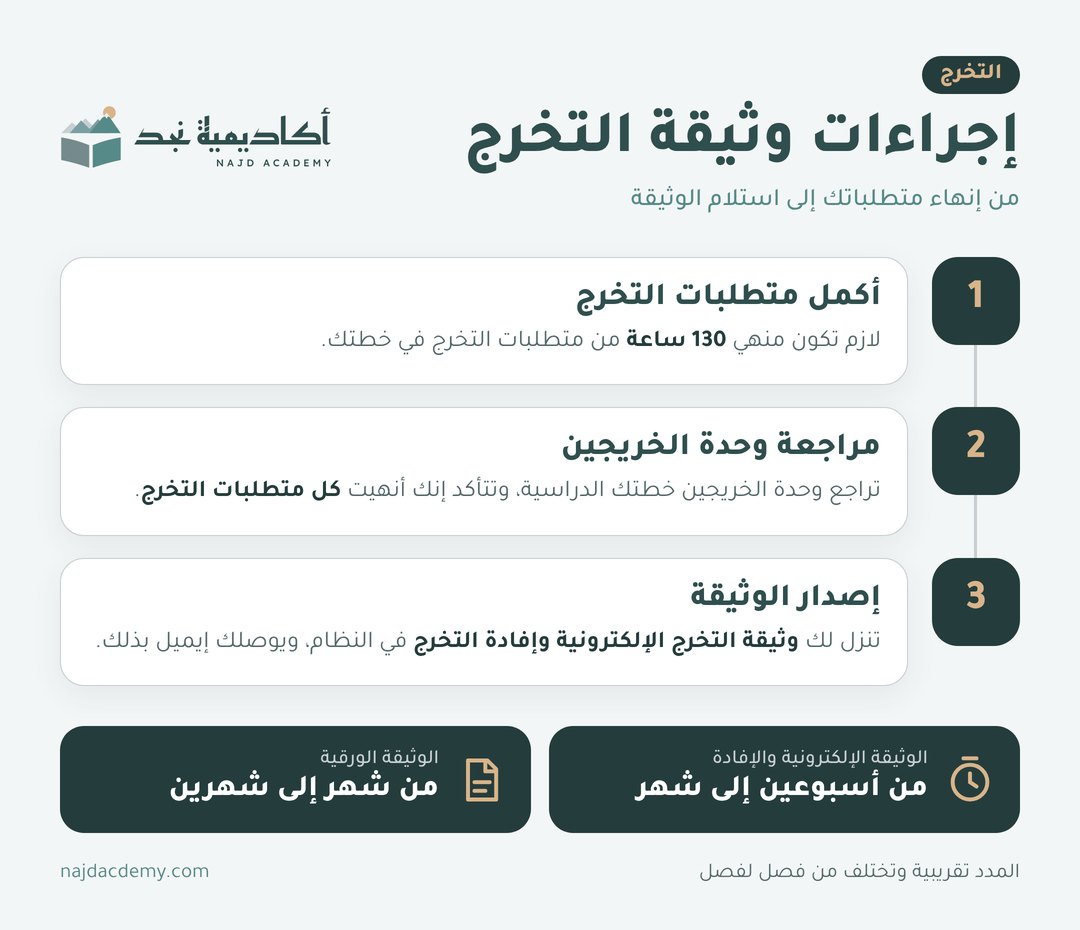 التخرج
إجراءات وثيقة التخرج
من إنهاء متطلباتك إلى استلام الوثيقة
أكاديمية نجد
NAJD ACADEMY
1
أكمل متطلبات التخرج
لازم تكون منهي 130 ساعة من متطلبات التخرج في خطتك.
2
مراجعة وحدة الخريجين
تراجع وحدة الخريجين خطتك الدراسية، وتتأكد إنك أنهيت كل متطلبات التخرج.
3
إصدار الوثيقة
تنزل لك وثيقة التخرج الإلكترونية وإفادة التخرج في النظام، ويوصلك إيميل بذلك.
الوثيقة الإلكترونية والإفادة
من أسبوعين إلى شهر
الوثيقة الورقية
من شهر إلى شهرين
المدد تقريبية وتختلف من فصل لفصل
najdacdemy.com